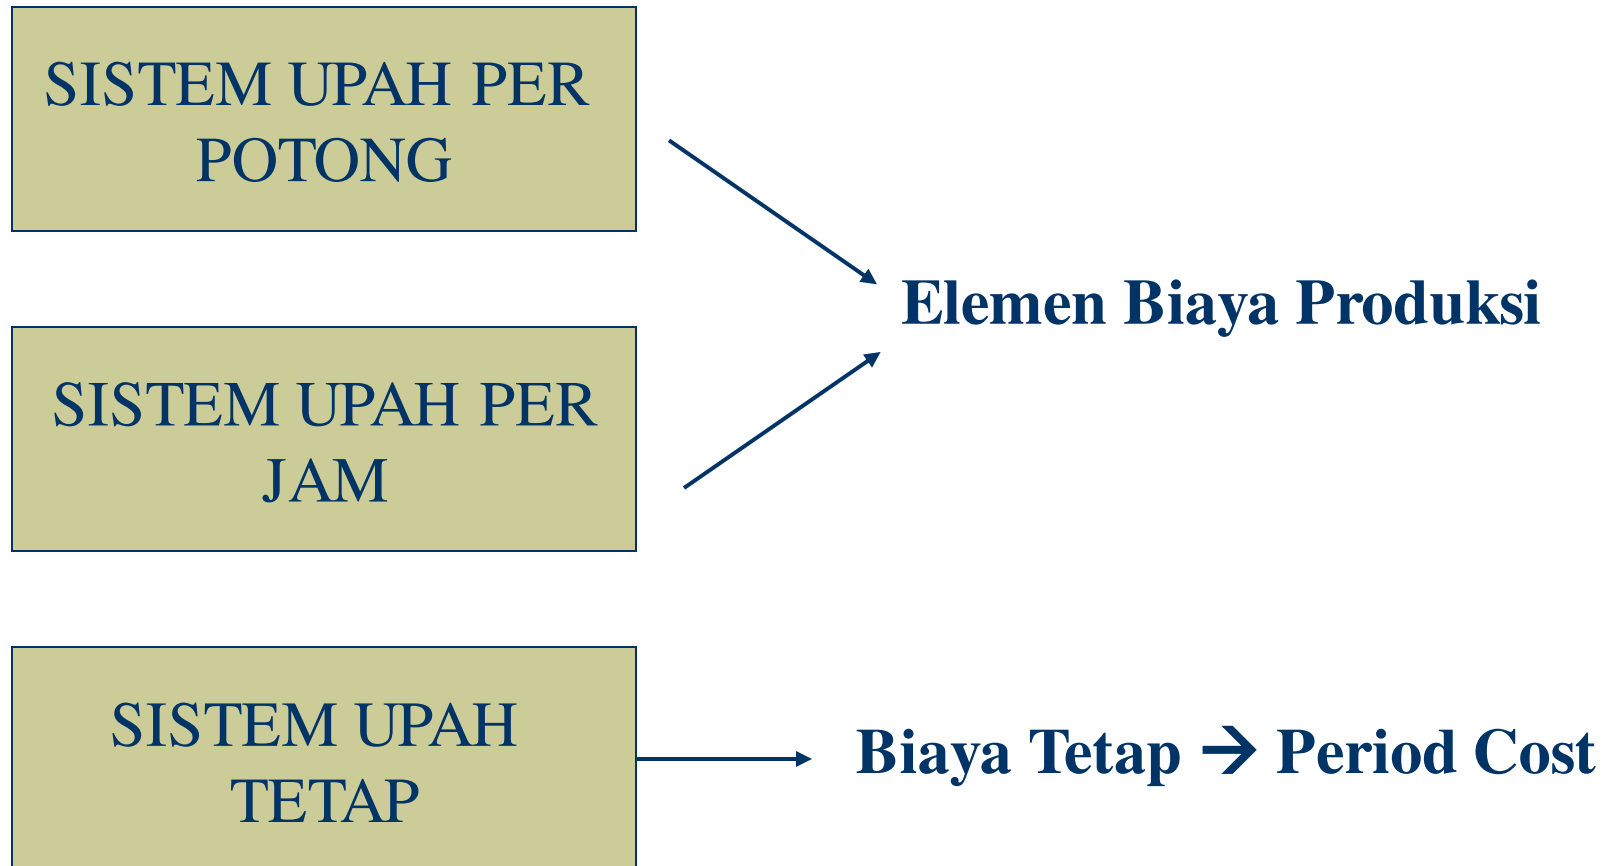 SISTEM UPAH PER
POTONG
Elemen Biaya Produksi
SISTEM UPAH PER
JAM
SISTEM UPAH
TETAP
Biaya Tetap → Period Cost